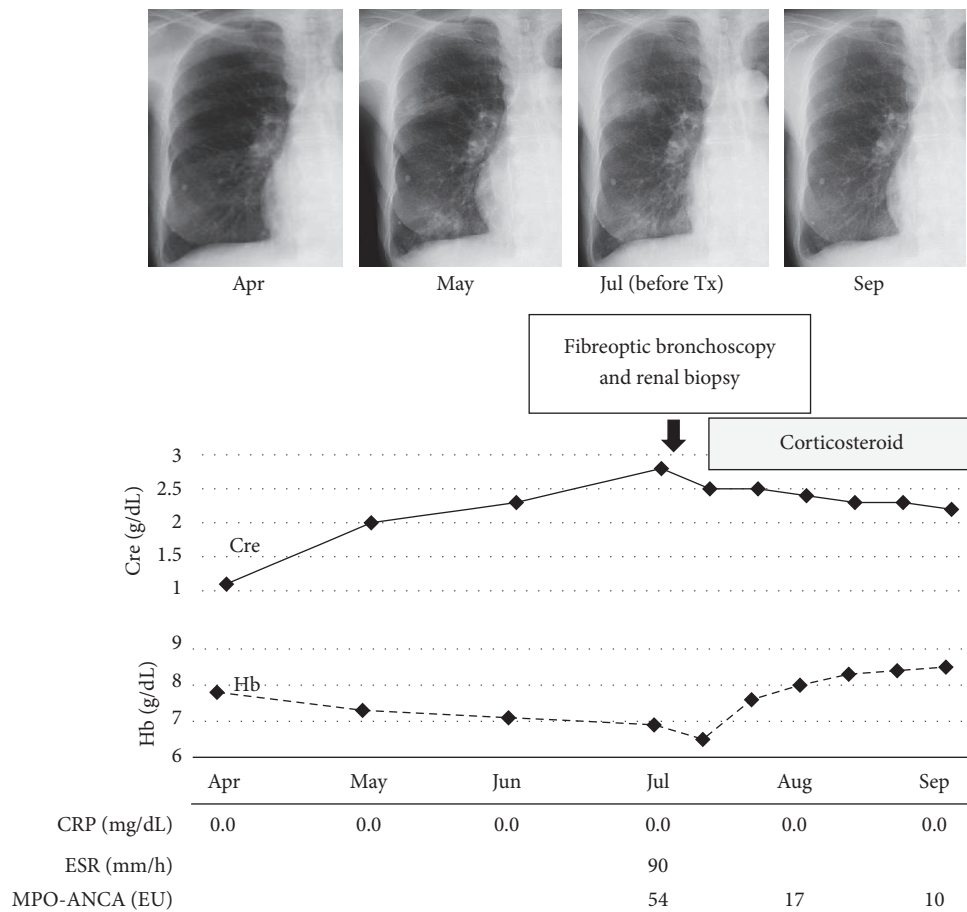 Apr
May
Jul (before Tx)
Sep
Fibreoptic bronchoscopy
and renal biopsy
Corticosteroid
3
2.5
2
1.5
1
Cre (g/dL)
Cre
9
8
7
6
Hb (g/dL)
Hb
Apr May Jun Jul Aug Sep
CRP (mg/dL) 0.0 0.0 0.0 0.0 0.0 0.0
ESR (mm/h) 90
MPO-ANCA (EU) 54 17 10